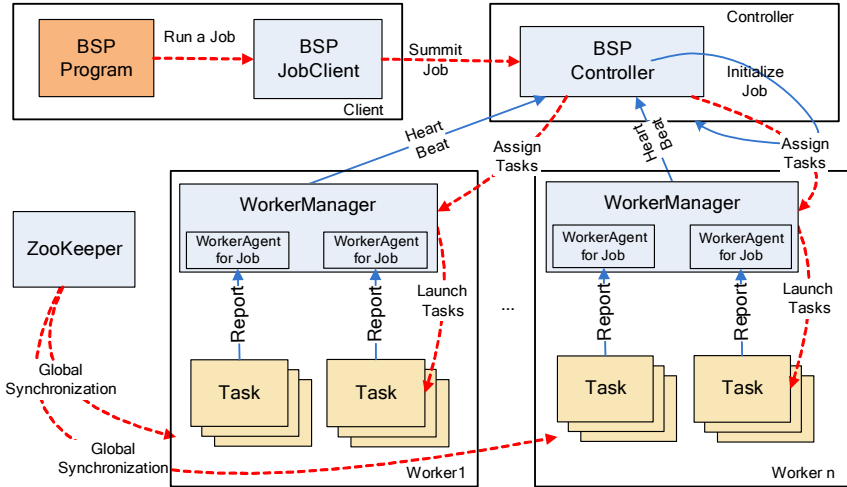 BSP
Program
Run a Job
BSP
JobClient
Client
Summit
Job
Controller
BSP
Controller
Initialize
Job
Heart
Beat
Assign
Tasks
Heart
Beat
Assign
Tasks
ZooKeeper
WorkerManager
WorkerAgent
for Job
WorkerAgent
for Job
Report
Report
Launch
Tasks
Task
Task
Worker1
...
WorkerManager
WorkerAgent
for Job
WorkerAgent
for Job
Report
Report
Launch
Tasks
Task
Task
Worker n
Global
Synchronization
Global
Synchronization